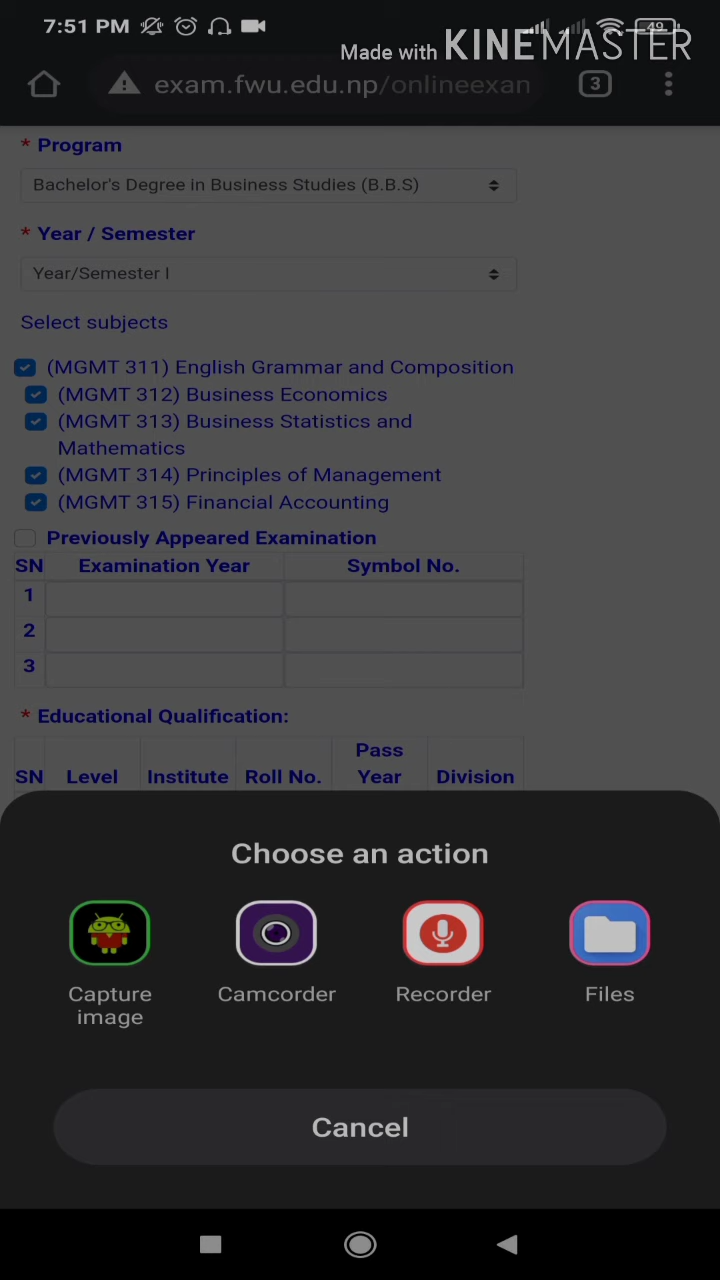 7:51 PM
49
Made with KINEMASTER
exam.fwu.edu.np/onlineexan
3
* Program
Bachelor's Degree in Business Studies (B.B.S)
* Year / Semester
Year/Semester I
Select subjects
(MGMT 311) English Grammar and Composition
(MGMT 312) Business Economics
(MGMT 313) Business Statistics and
Mathematics
(MGMT 314) Principles of Management
(MGMT 315) Financial Accounting
Previously Appeared Examination
SN Examination Year Symbol No.
1
2
3
* Educational Qualification:
Pass
SN Level Institute Roll No. Year Division
Choose an action
Capture Camcorder Recorder Files
image
Cancel